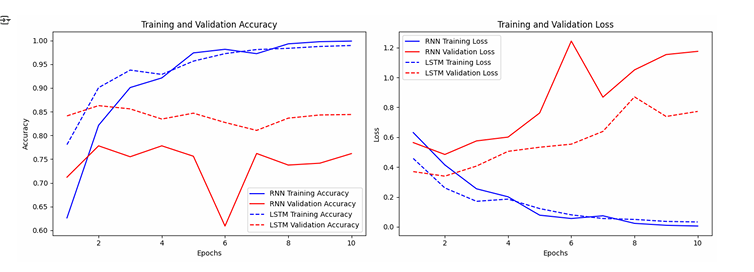 Training and Validation Accuracy
1.00
0.95
0.90
0.85
0.80
0.75
0.70
0.65
0.60
Accuracy
2
4
6
8
10
Epochs
RNN Training Accuracy
RNN Validation Accuracy
LSTM Training Accuracy
LSTM Validation Accuracy
Training and Validation Loss
1.2
1.0
0.8
0.6
0.4
0.2
0.0
Loss
2
4
6
8
10
Epochs
RNN Training Loss
RNN Validation Loss
LSTM Training Loss
LSTM Validation Loss